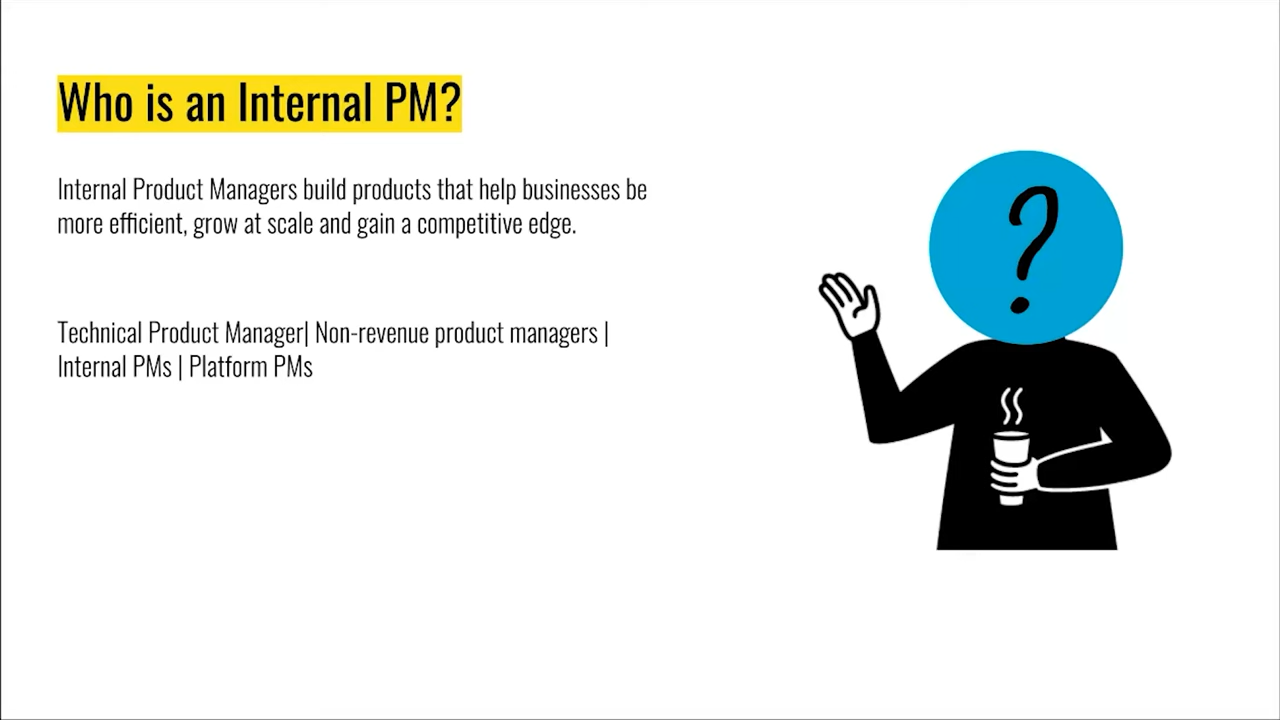 Who is an Internal PM?
Internal Product Managers build products that help businesses be
more efficient, grow at scale and gain a competitive edge.
Technical Product Manager| Non-revenue product managers |
Internal PMs | Platform PMs
?